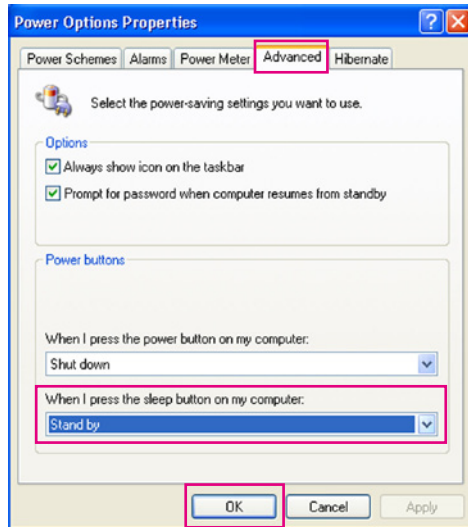 Power Options Properties
?
X
Power Schemes Alarms Power Meter Advanced Hibernate
Select the power-saving settings you want to use.
Options
Always show icon on the taskbar
Prompt for password when computer resumes from standby
Power buttons
When I press the power button on my computer:
Shut down
When I press the sleep button on my computer:
Stand by
OK Cancel Apply